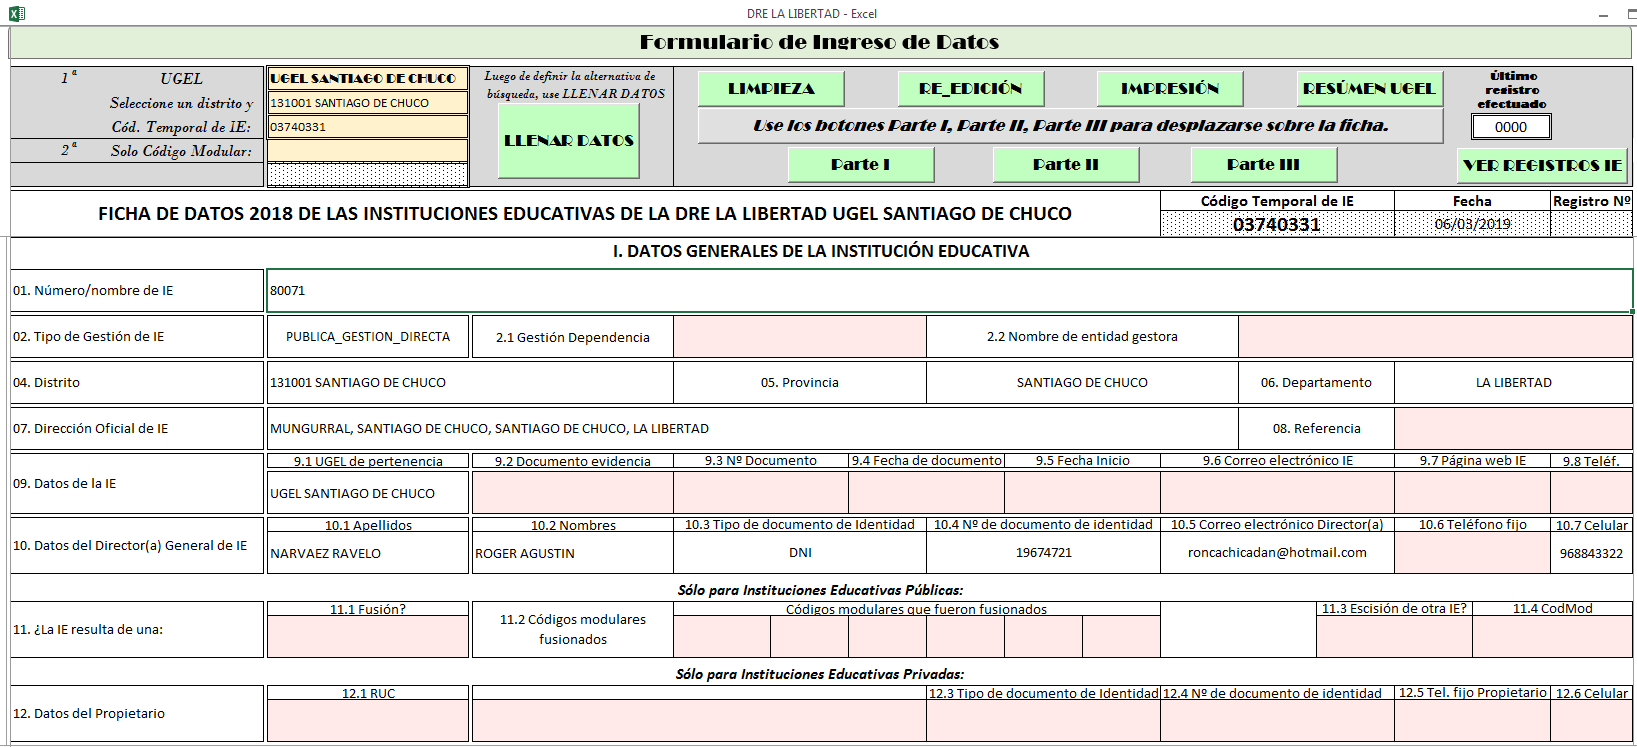 DRE LA LIBERTAD - Excel
Formulario de Ingreso de Datos
1ª UGEL
UGEL SANTIAGO DE CHUCO
Seleccione un distrito y
131001 SANTIAGO DE CHUCO
Cód. Temporal de IE:
03740331
2ª Solo Código Modular:
Luego de definir la alternativa de
búsqueda, use LLENAR DATOS
LLENAR DATOS
LIMPIEZA
RE_EDICIÓN
IMPRESIÓN
RESÚMEN UGEL
Use los botones Parte I, Parte II, Parte III para desplazarse sobre la ficha.
Parte I
Parte II
Parte III
Último
registro
efectuado
0000
VER REGISTROS IE
FICHA DE DATOS 2018 DE LAS INSTITUCIONES EDUCATIVAS DE LA DRE LA LIBERTAD UGEL SANTIAGO DE CHUCO
Código Temporal de IE
Fecha
Registro Nº
03740331
06/03/2019
I. DATOS GENERALES DE LA INSTITUCIÓN EDUCATIVA
01. Número/nombre de IE
80071
02. Tipo de Gestión de IE
PUBLICA_GESTION_DIRECTA
2.1 Gestión Dependencia
2.2 Nombre de entidad gestora
04. Distrito
131001 SANTIAGO DE CHUCO
05. Provincia
SANTIAGO DE CHUCO
06. Departamento
LA LIBERTAD
07. Dirección Oficial de IE
MUNGURRAL, SANTIAGO DE CHUCO, SANTIAGO DE CHUCO, LA LIBERTAD
08. Referencia
09. Datos de la IE
9.1 UGEL de pertenencia
9.2 Documento evidencia
9.3 Nº Documento
9.4 Fecha de documento
9.5 Fecha Inicio
9.6 Correo electrónico IE
9.7 Página web IE
9.8 Teléf.
UGEL SANTIAGO DE CHUCO
10. Datos del Director(a) General de IE
10.1 Apellidos
10.2 Nombres
10.3 Tipo de documento de Identidad
10.4 Nº de documento de identidad
10.5 Correo electrónico Director(a)
10.6 Teléfono fijo
10.7 Celular
NARVAEZ RAVELO
ROGER AGUSTIN
DNI
19674721
roncachicadan@hotmail.com
968843322
Sólo para Instituciones Educativas Públicas:
11. ¿La IE resulta de una:
11.1 Fusión?
11.2 Códigos modulares
fusionados
Códigos modulares que fueron fusionados
11.3 Escisión de otra IE?
11.4 CodMod
Sólo para Instituciones Educativas Privadas:
12. Datos del Propietario
12.1 RUC
12.3 Tipo de documento de Identidad
12.4 Nº de documento de identidad
12.5 Tel. fijo Propietario
12.6 Celular